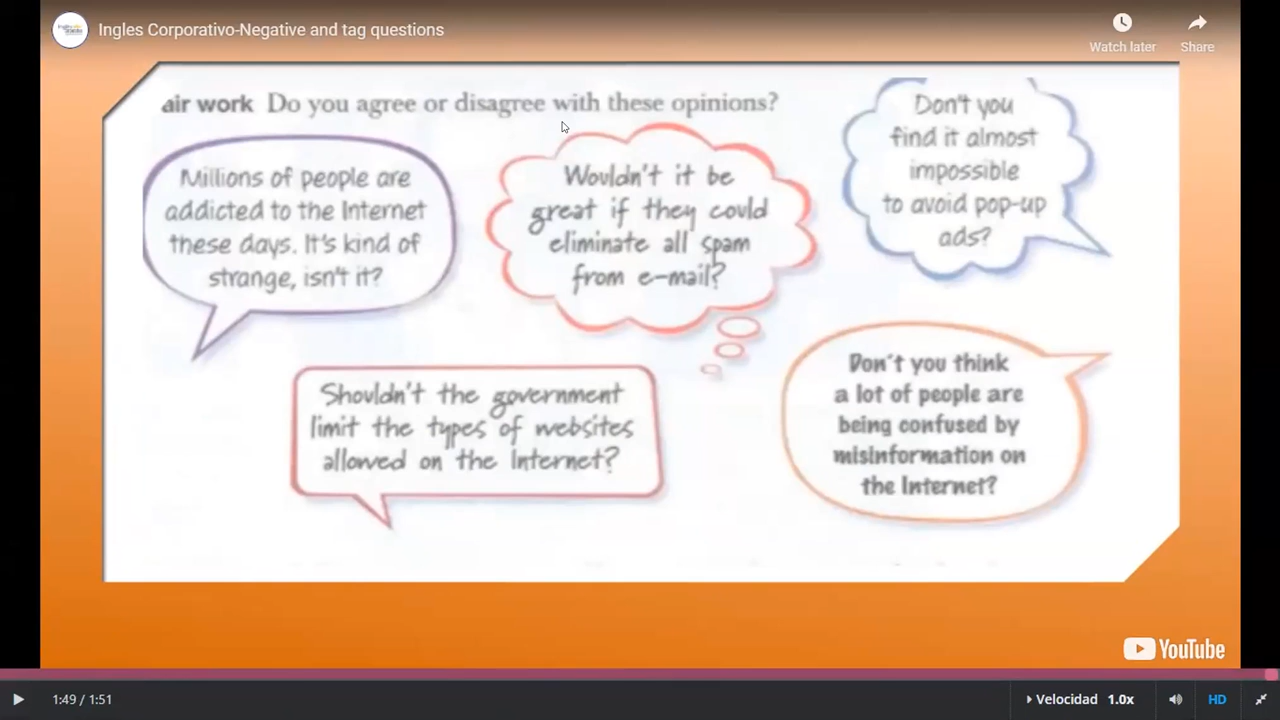 Ingles Corporativo-Negative and tag questions
Watch later
Share
air work Do you agree or disagree with these opinions?
Millions of people are
addicted to the Internet
these days. It's kind of
strange, isn't it?
Wouldn't it be
great if they could
eliminate all spam
from e-mail?
Don't you
find it almost
impossible
to avoid pop-up
ads?
Shouldn't the government
limit the types of websites
allowed on the Internet?
Don't you think
a lot of people are
being confused by
misinformation on
the Internet?
YouTube
1:49 / 1:51
Velocidad 1.0x
HD